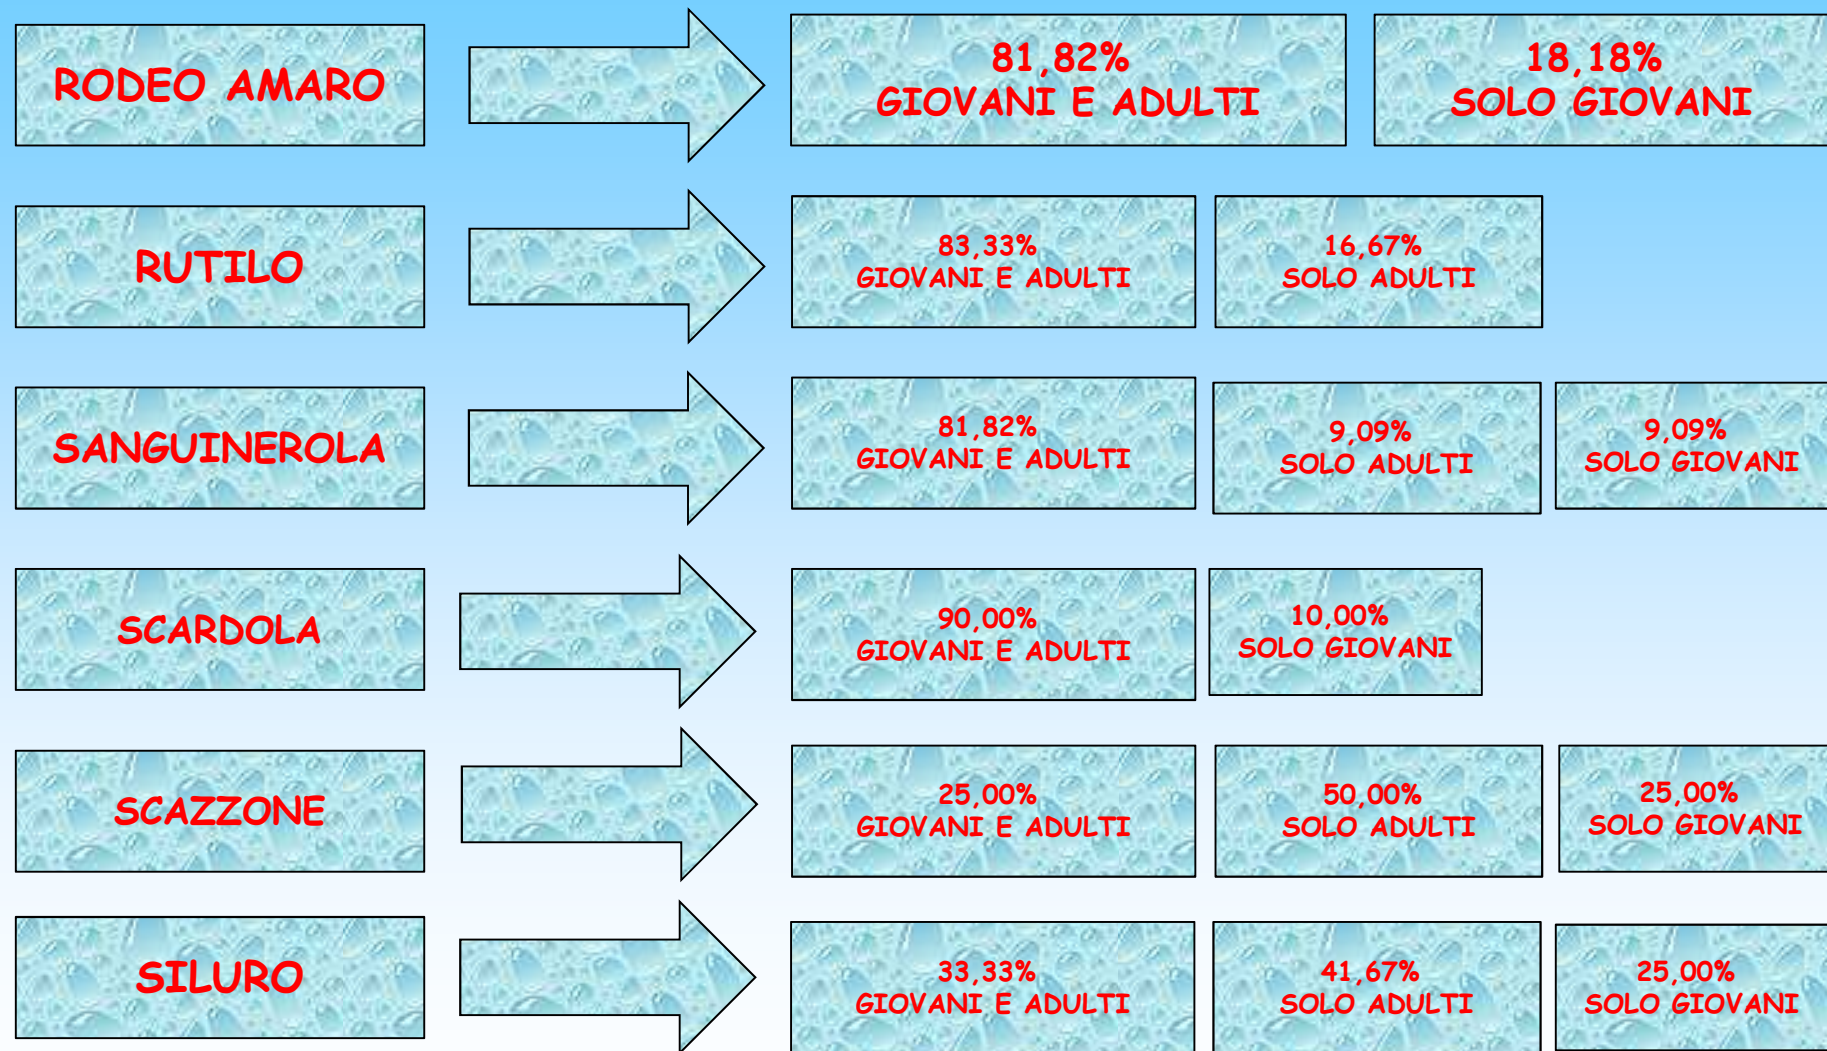 RODEO AMARO
81,82%
GIOVANI E ADULTI
18,18%
SOLO GIOVANI
RUTILO
83,33%
GIOVANI E ADULTI
16,67%
SOLO ADULTI
SANGUINEROLA
81,82%
GIOVANI E ADULTI
9,09%
SOLO ADULTI
9,09%
SOLO GIOVANI
SCARDOLA
90,00%
GIOVANI E ADULTI
10,00%
SOLO GIOVANI
SCAZZONE
25,00%
GIOVANI E ADULTI
50,00%
SOLO ADULTI
25,00%
SOLO GIOVANI
SILURO
33,33%
GIOVANI E ADULTI
41,67%
SOLO ADULTI
25,00%
SOLO GIOVANI